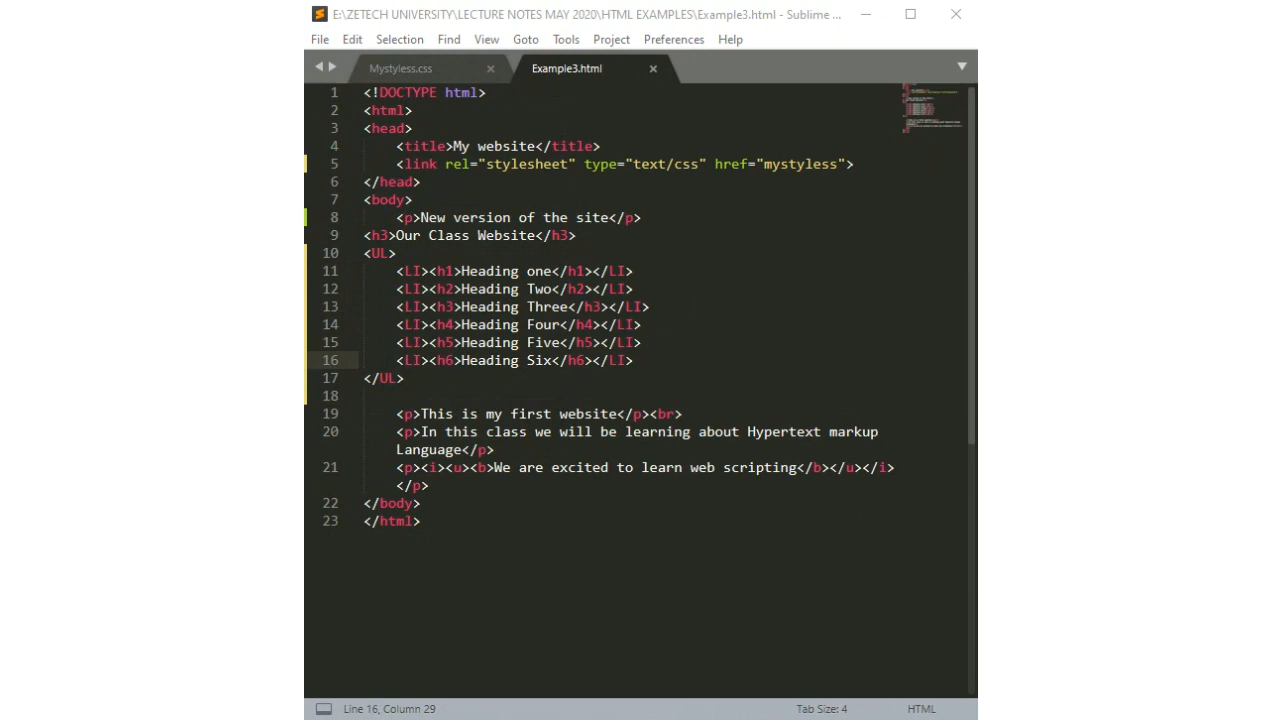 E:\ZETECH UNIVERSITY\LECTURE NOTES MAY 2020\HTML EXAMPLES\Example3.html - Sublime ...
File Edit Selection Find View Goto Tools Project Preferences Help
Mystyless.css Example3.html
1 <!DOCTYPE html>
2 <html>
3 <head>
4 <title>My website</title>
5 <link rel="stylesheet" type="text/css" href="mystyless">
6 </head>
7 <body>
8 <p>New version of the site</p>
9 <h3>Our Class Website</h3>
10 <UL>
11 <LI><h1>Heading one</h1></LI>
12 <LI><h2>Heading Two</h2></LI>
13 <LI><h3>Heading Three</h3></LI>
14 <LI><h4>Heading Four</h4></LI>
15 <LI><h5>Heading Five</h5></LI>
16 <LI><h6>Heading Six</h6></LI>
17 </UL>
18
19 <p>This is my first website</p><br>
20 <p>In this class we will be learning about Hypertext markup
Language</p>
21 <p><i><u><b>We are excited to learn web scripting</b></u></i>
</p>
22 </body>
23 </html>
Line 16, Column 29 Tab Size: 4 HTML